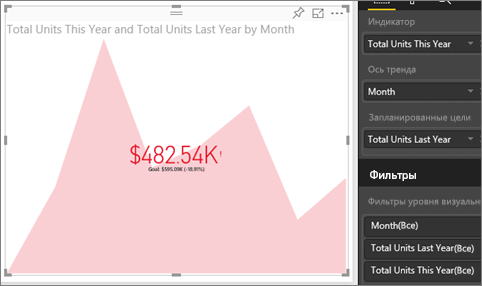 Total Units This Year and Total Units Last Year by Month
$482.54K!
Goal: $595.09K (-18.91%)
Индикатор
Total Units This Year
Ось тренда
Month
Запланированные цели
Total Units Last Year
Фильтры
Фильтры уровня визуаль
Month(Все)
Total Units Last Year(Все)
Total Units This Year(Все)